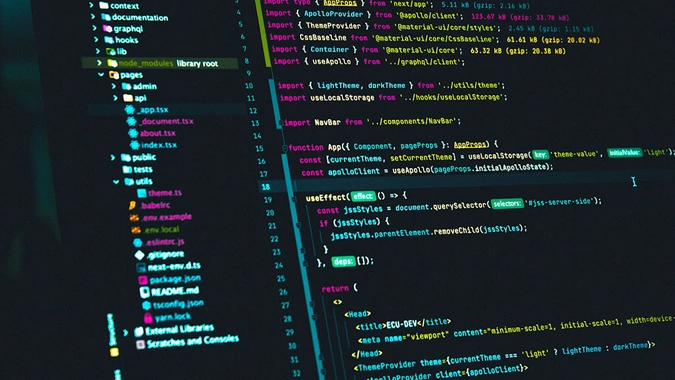 context
documentation
graphql
hooks
lib
node_modules library root
pages
admin
api
_app.tsx
_document.tsx
about.tsx
index.tsx
public
tests
utils
theme.ts
.babelrc
.env.example
.env.local
.eslintrc.js
.gitignore
next-env.d.ts
package.json
README.md
tsconfig.json
yarn.lock
External Libraries
Scratches and Consoles
import type { AppProps } from 'next/app'; 5.11 kB (gzip: 2.16 kB)
4 import { ApolloProvider } from '@apollo/client'; 123.67 kB (gzip: 33.78 kB)
5 import { ThemeProvider } from '@material-ui/core/styles'; 2.45 kB (gzip: 1.15 kB)
6 import CssBaseline from '@material-ui/core/CssBaseline'; 61.61 kB (gzip: 20.02 kB)
7 import { Container } from '@material-ui/core'; 63.32 kB (gzip: 20.38 kB)
8 import { useApollo } from '../graphql/client';
9
10 import { lightTheme, darkTheme } from '../utils/theme';
11 import useLocalStorage from '../hooks/useLocalStorage';
12
13 import NavBar from '../components/NavBar';
14
15 function App({ Component, pageProps }: AppProps) {
16 const [currentTheme, setCurrentTheme] = useLocalStorage( key: 'theme-value', initialValue: 'light');
17 const apolloClient = useApollo(pageProps.initialApolloState);
18
19 useEffect( effect: () => {
20 const jssStyles = document.querySelector( selectors: '#jss-server-side');
21 if (jssStyles) {
22 jssStyles.parentElement.removeChild(jssStyles);
23 }
24 }, deps: []);
25
26 return (
27 <>
28 <Head>
29 <title>ECU-DEV</title>
30 <meta name="viewport" content="minimum-scale=1, initial-scale=1, width=device-
31 </Head>
32 <ThemeProvider theme={currentTheme === 'light' ? lightTheme : darkTheme}>
<ApolloProvider client={apolloClient}>